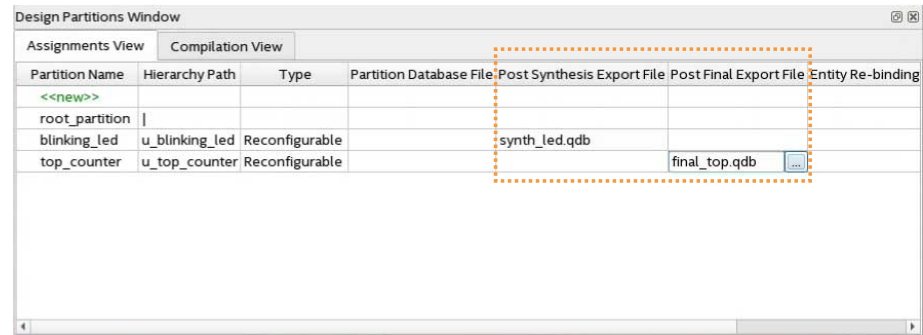 Design Partitions Window
Assignments View Compilation View
Partition Name Hierarchy Path Type Partition Database File Post Synthesis Export File Post Final Export File Entity Re-binding
<<new>>
root_partition |
blinking_led u_blinking_led Reconfigurable synth_led.qdb
top_counter u_top_counter Reconfigurable final_top.qdb ...